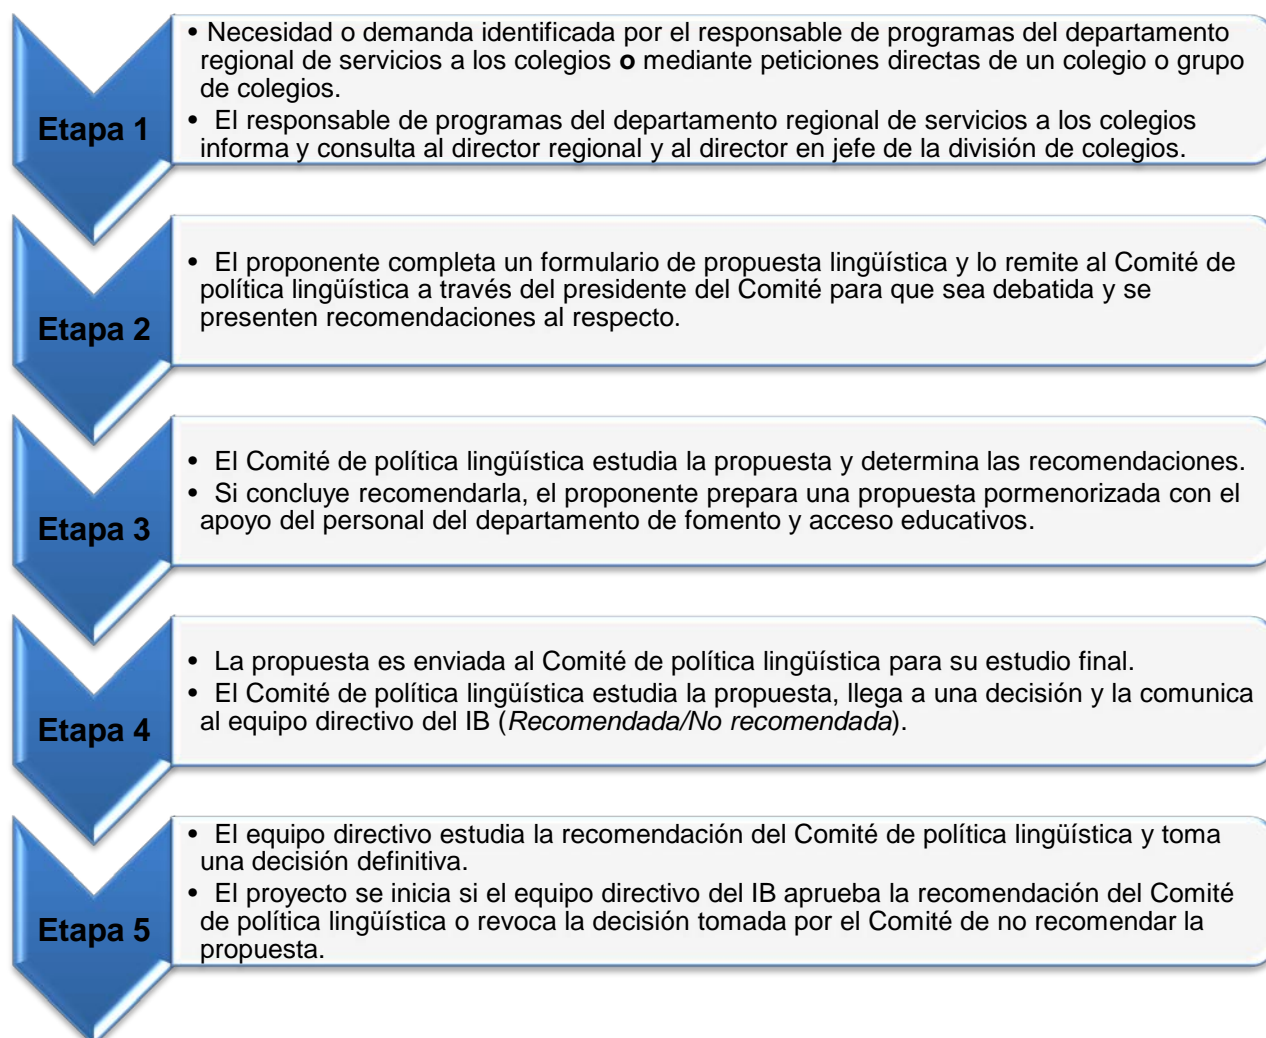 Etapa 1
• Necesidad o demanda identificada por el responsable de programas del departamento
regional de servicios a los colegios o mediante peticiones directas de un colegio o grupo
de colegios.
• El responsable de programas del departamento regional de servicios a los colegios
informa y consulta al director regional y al director en jefe de la división de colegios.
Etapa 2
• El proponente completa un formulario de propuesta lingüística y lo remite al Comité de
política lingüística a través del presidente del Comité para que sea debatida y se
presenten recomendaciones al respecto.
Etapa 3
• El Comité de política lingüística estudia la propuesta y determina las recomendaciones.
• Si concluye recomendarla, el proponente prepara una propuesta pormenorizada con el
apoyo del personal del departamento de fomento y acceso educativos.
Etapa 4
• La propuesta es enviada al Comité de política lingüística para su estudio final.
• El Comité de política lingüística estudia la propuesta, llega a una decisión y la comunica
al equipo directivo del IB (Recomendada/No recomendada).
Etapa 5
• El equipo directivo estudia la recomendación del Comité de política lingüística y toma
una decisión definitiva.
• El proyecto se inicia si el equipo directivo del IB aprueba la recomendación del Comité
de política lingüística o revoca la decisión tomada por el Comité de no recomendar la
propuesta.